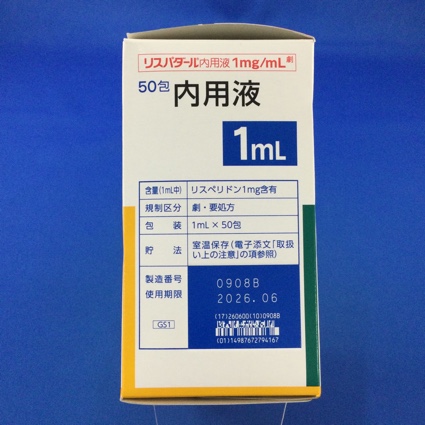 リスパダール内用液1mg/mL 劇
50包 内用液
1mL
含量(1mL中) リスペリドン1mg含有
規制区分 劇・要処方
包装 1mL×50包
貯法 室温保存(電子添文「取扱
い上の注意」の項参照)
製造番号 0908B
使用期限 2026.06
(17)260600(10)0908B
GS1
(01)14987672794167